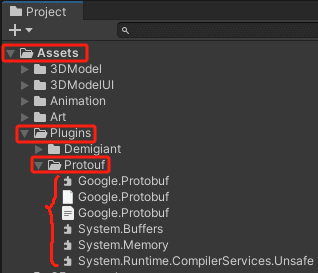 Project
Assets
3DModel
3DModelUI
Animation
Art
Plugins
Demigiant
Protouf
Google.Protobuf
Google.Protobuf
Google.Protobuf
System.Buffers
System.Memory
System.Runtime.CompilerServices.Unsafe